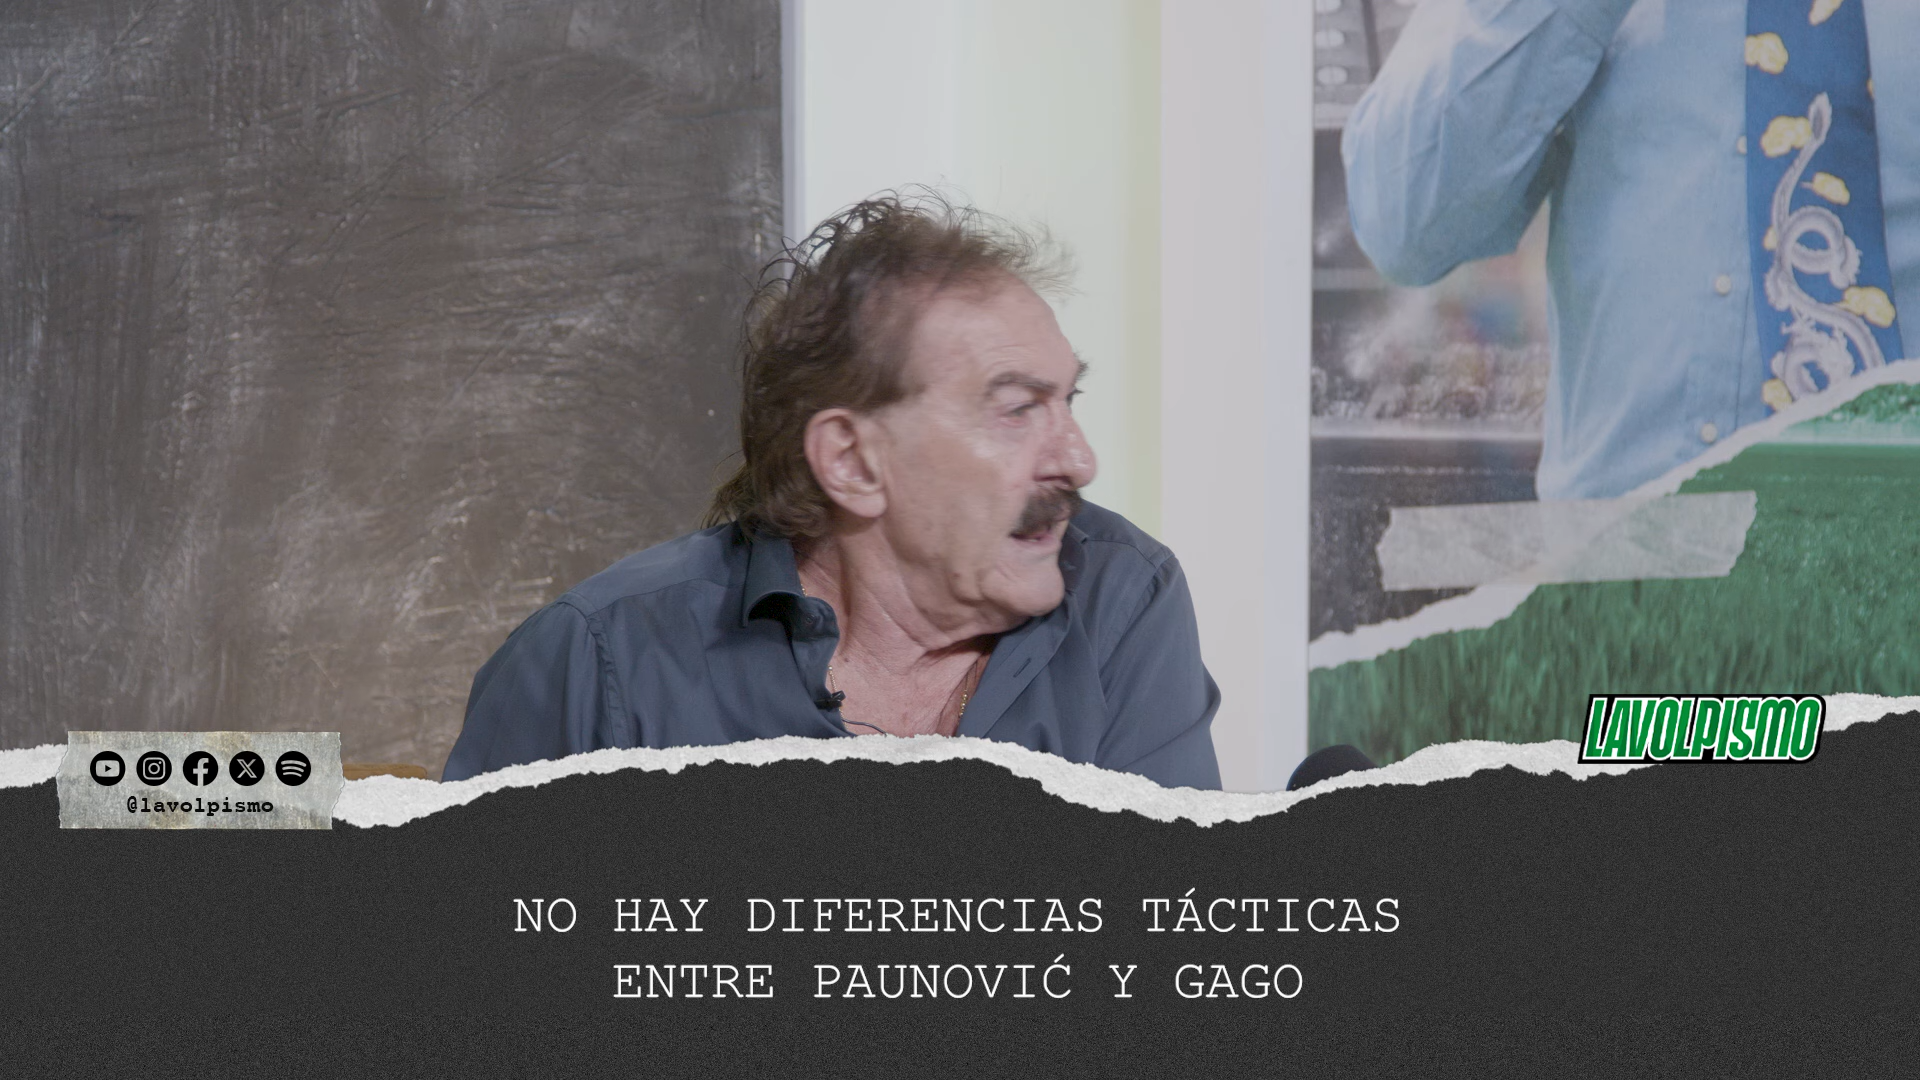 LAVOLPISMO
@lavolpismo
NO HAY DIFERENCIAS TÁCTICAS
ENTRE PAUNOVIĆ Y GAGO